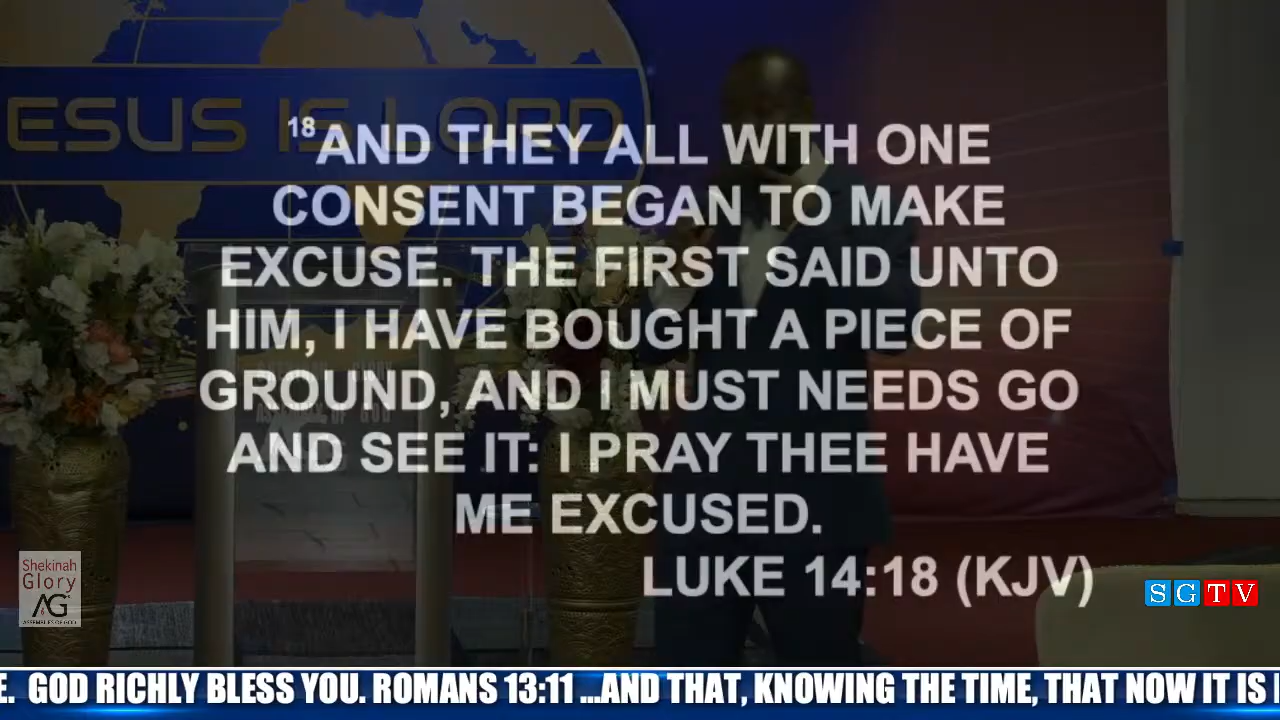 ESUS IS LORD
18 AND THEY ALL WITH ONE
CONSENT BEGAN TO MAKE
EXCUSE. THE FIRST SAID UNTO
HIM, I HAVE BOUGHT A PIECE OF
GROUND, AND I MUST NEEDS GO
AND SEE IT: I PRAY THEE HAVE
ME EXCUSED.
LUKE 14:18 (KJV)
Shekinah
Glory
AG
ASSEMBLIES OF GOD
SGTV
E. GOD RICHLY BLESS YOU. ROMANS 13:11 ...AND THAT, KNOWING THE TIME, THAT NOW IT IS